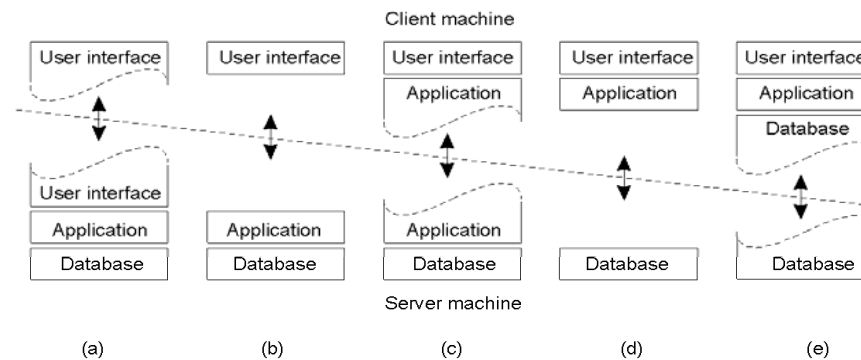 Client machine
User interface User interface User interface User interface User interface
Application Application Application
Database
User interface
Application Application Application
Database Database Database Database Database
Server machine
(a) (b) (c) (d) (e)